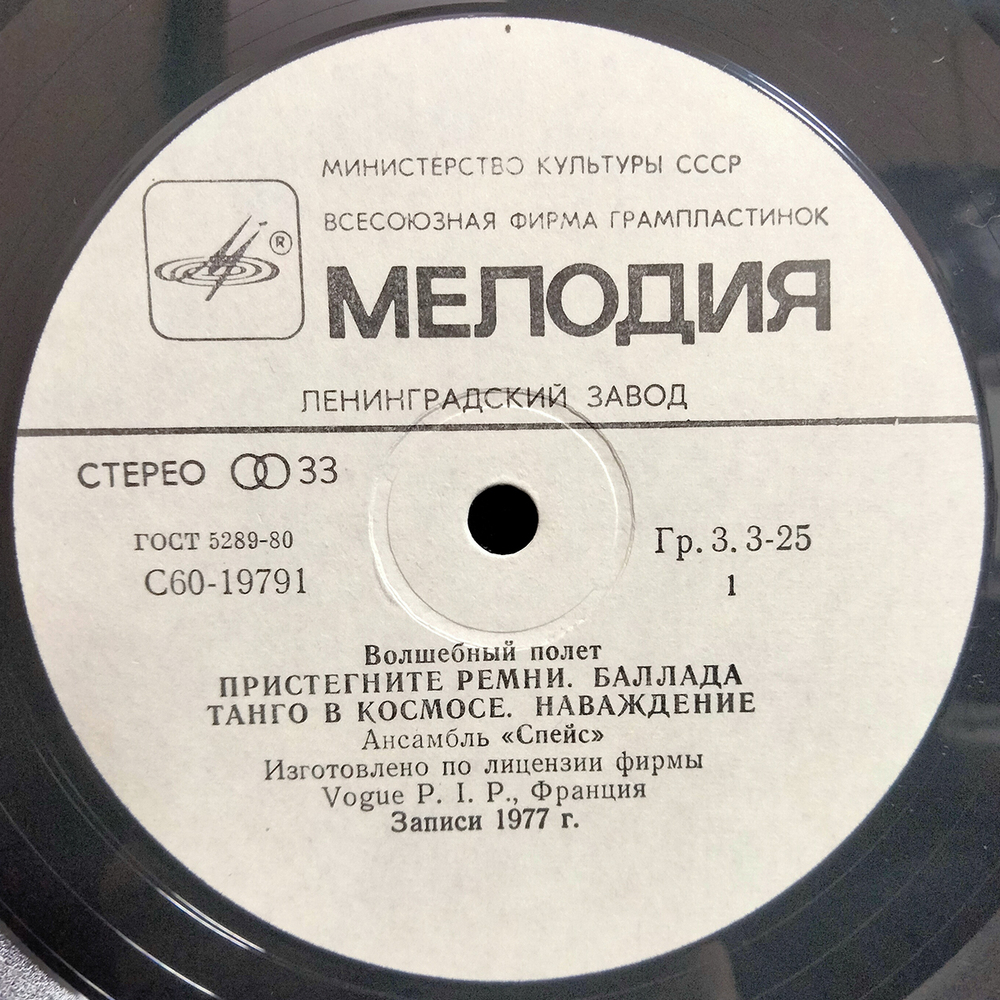 МИНИСТЕРСТВО КУЛЬТУРЫ СССР
ВСЕСОЮЗНАЯ ФИРМА ГРАМПЛАСТИНОК
®
МЕЛОДИЯ
ЛЕНИНГРАДСКИЙ ЗАВОД
СТЕРЕО 33
ГОСТ 5289-80
С60-19791
Гр. 3. 3-25
1
Волшебный полет
ПРИСТЕГНИТЕ РЕМНИ. БАЛЛАДА
ТАНГО В КОСМОСЕ. НАВАЖДЕНИЕ
Ансамбль «Спейс»
Изготовлено по лицензии фирмы
Vogue P. I. P., Франция
Записи 1977 г.